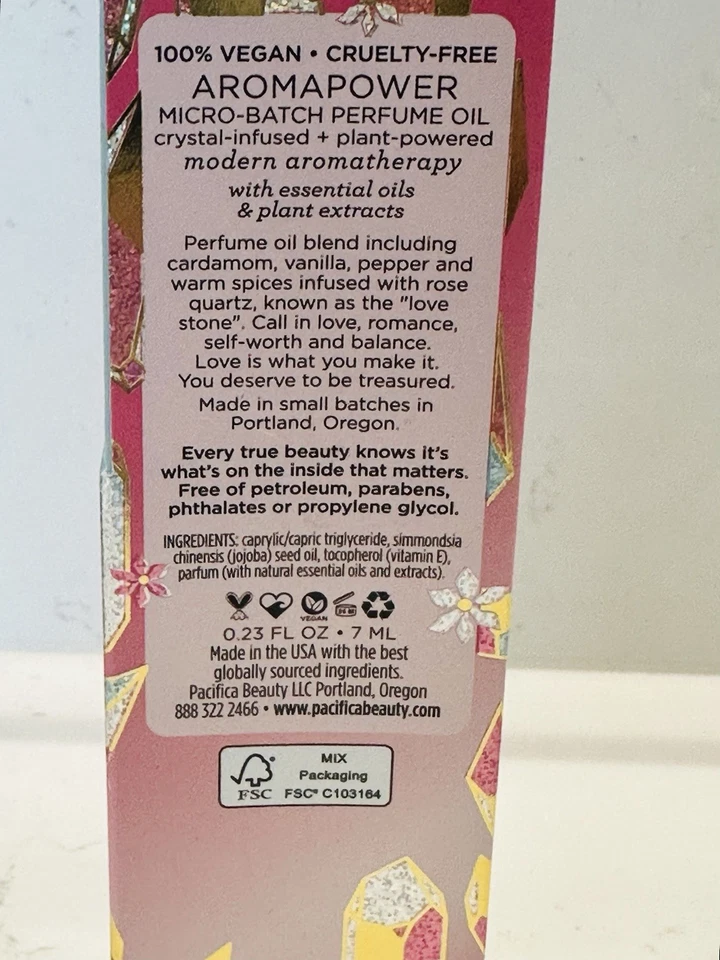 100% VEGAN • CRUELTY-FREE
AROMAPOWER
MICRO-BATCH PERFUME OIL
crystal-infused + plant-powered
modern aromatherapy
with essential oils
& plant extracts
Perfume oil blend including
cardamom, vanilla, pepper and
warm spices infused with rose
quartz, known as the "love
stone". Call in love, romance,
self-worth and balance.
Love is what you make it.
You deserve to be treasured.
Made in small batches in
Portland, Oregon.
Every true beauty knows it's
what's on the inside that matters.
Free of petroleum, parabens,
phthalates or propylene glycol.
INGREDIENTS: caprylic/capric triglyceride, simmondsia
chinensis (jojoba) seed oil, tocopherol (vitamin E),
parfum (with natural essential oils and extracts).
VEGAN
0.23 FL OZ • 7 ML
Made in the USA with the best
globally sourced ingredients.
Pacifica Beauty LLC Portland, Oregon
888 322 2466 • www.pacificabeauty.com
MIX
Packaging
FSC FSC® C103164